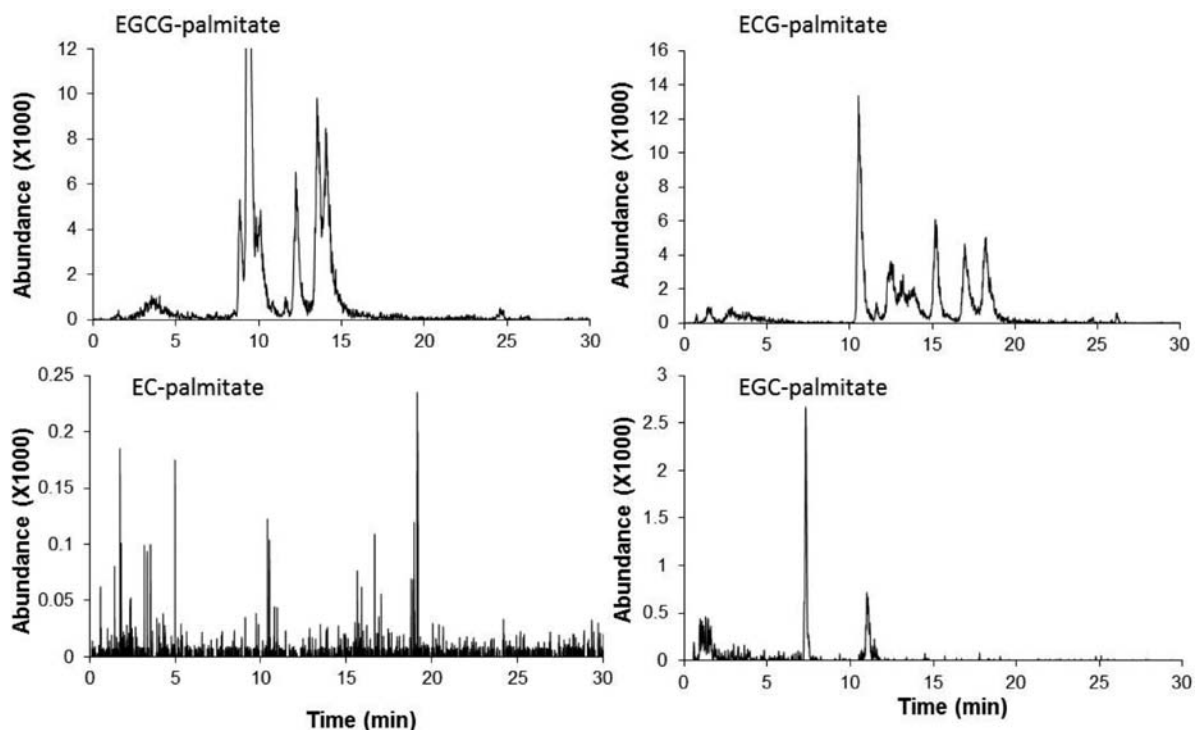 EGCG-palmitate
12
10
8
6
4
2
0
Abundance (X1000)
0 5 10 15 20 25 30
ECG-palmitate
16
14
12
10
8
6
4
2
0
Abundance (X1000)
0 5 10 15 20 25 30
EC-palmitate
0.25
0.2
0.15
0.1
0.05
0
Abundance (X1000)
0 5 10 15 20 25 30
Time (min)
EGC-palmitate
3
2.5
2
1.5
1
0.5
0
Abundance (X1000)
0 5 10 15 20 25 30
Time (min)